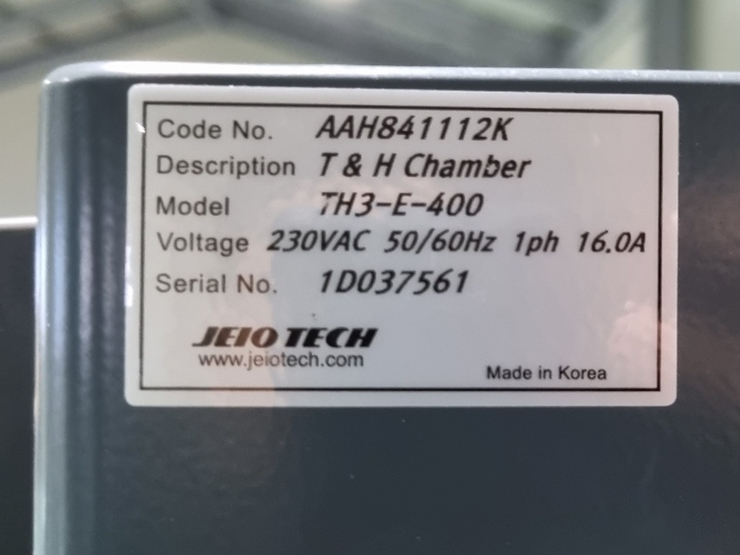 Code No. AAH841112K
Description T & H Chamber
Model TH3-E-400
Voltage 230VAC 50/60Hz 1ph 16.0A
Serial No. 1D037561
JEIO TECH
www.jeiotech.com
Made in Korea